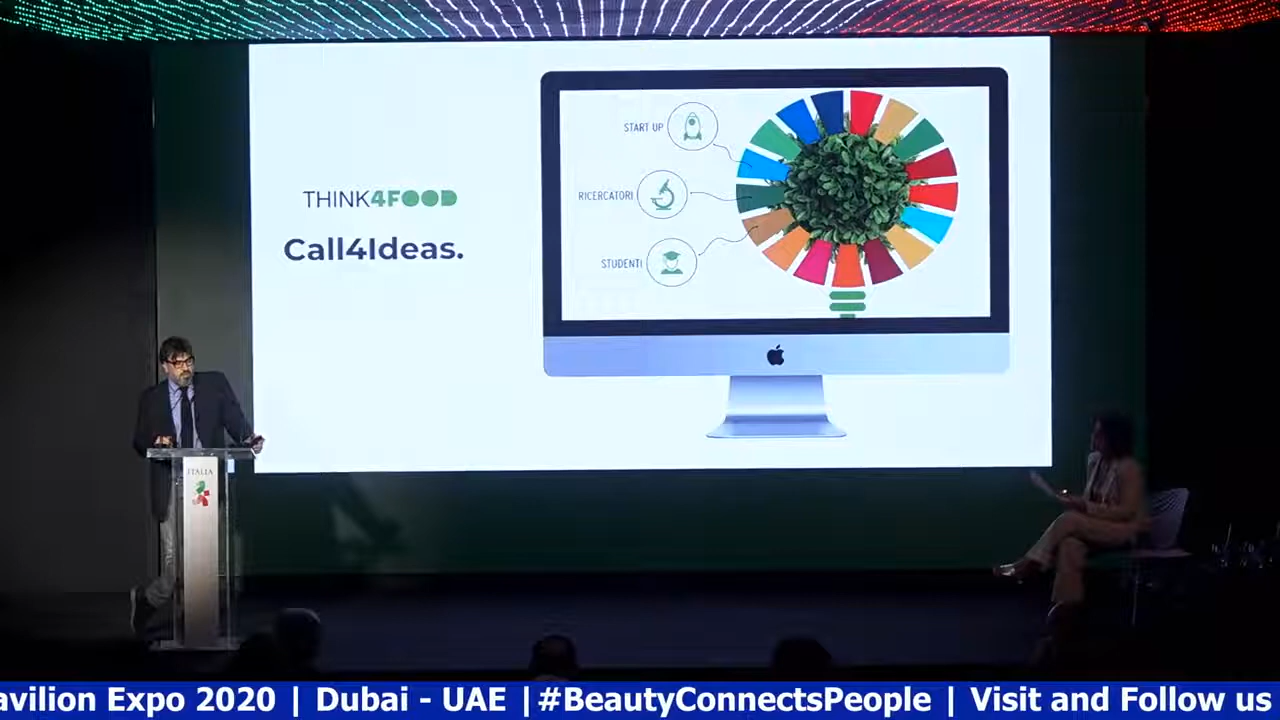 START UP
RICERCATORI
STUDENTI
THINK4FOOD
Call4Ideas.
ITALIA
avilion Expo 2020 | Dubai - UAE |#BeautyConnectsPeople | Visit and Follow us